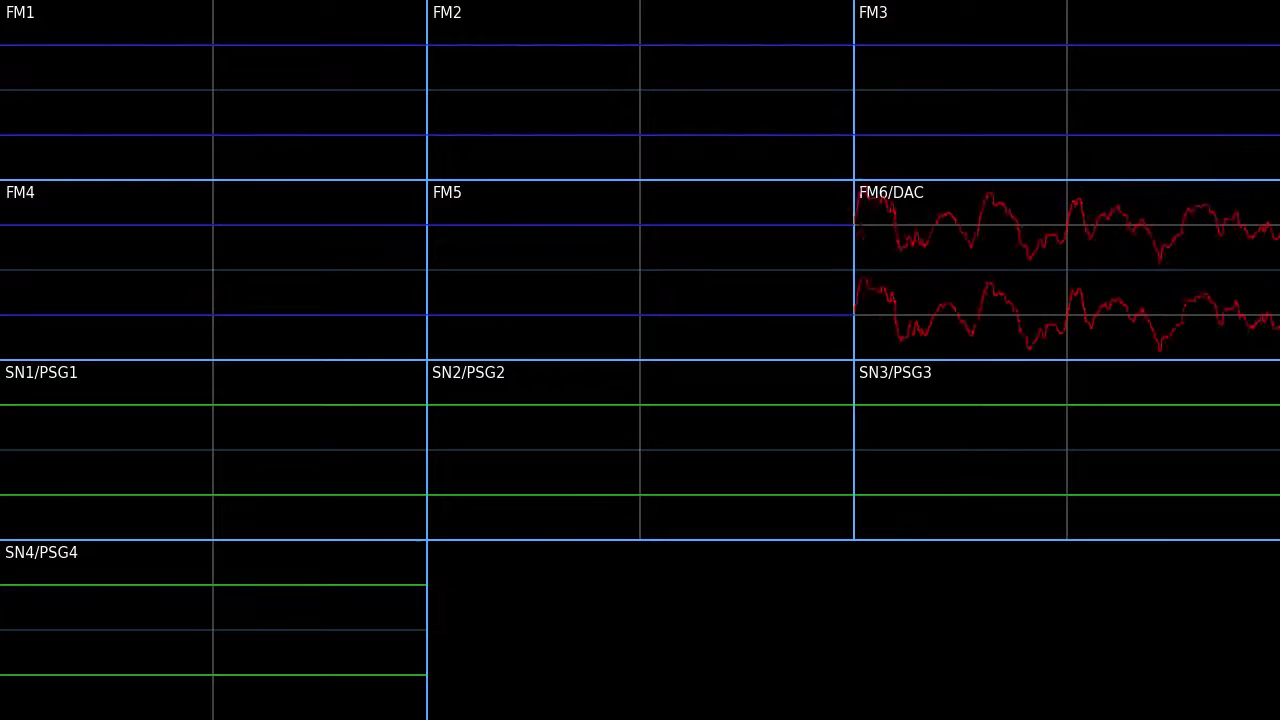 FM1
FM2
FM3
FM4
FM5
FM6/DAC
SN1/PSG1
SN2/PSG2
SN3/PSG3
SN4/PSG4